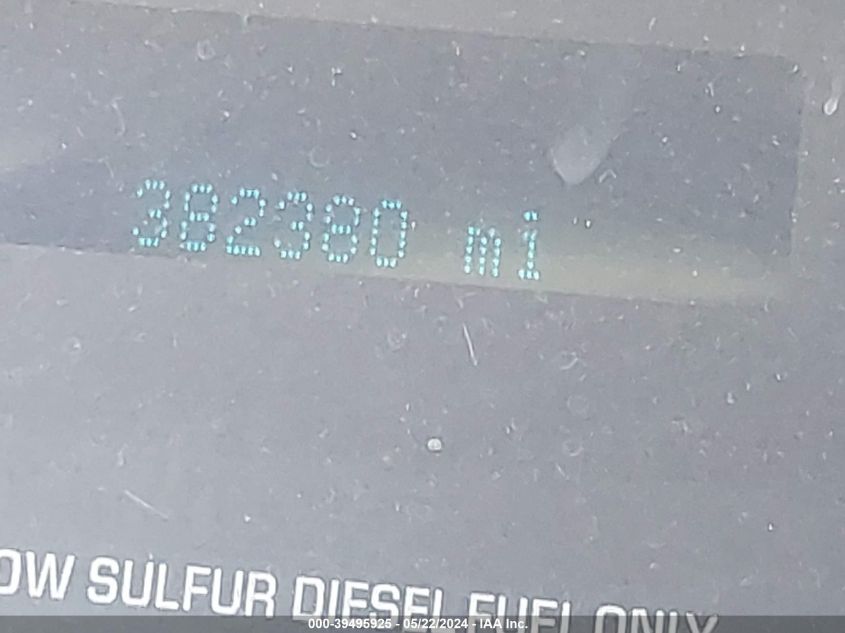 382380 mi
OW SULFUR DIESEL FUEL ONLY
000-39495925 - 05/22/2024 - IAA Inc.